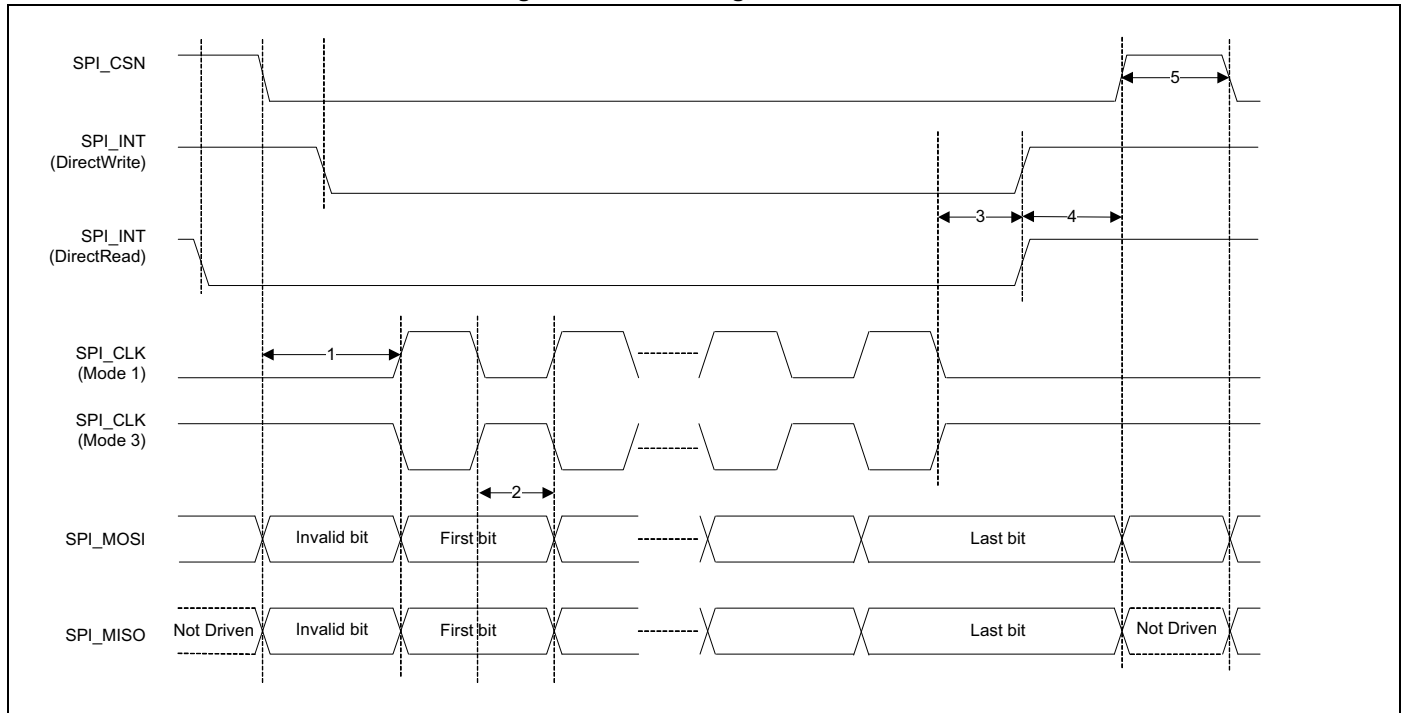 SPI_CSN
5
SPI_INT
(DirectWrite)
3
4
SPI_INT
(DirectRead)
SPI_CLK
(Mode 1)
1
SPI_CLK
(Mode 3)
2
SPI_MOSI
Invalid bit
First bit
Last bit
SPI_MISO
Not Driven
Invalid bit
First bit
Last bit
Not Driven